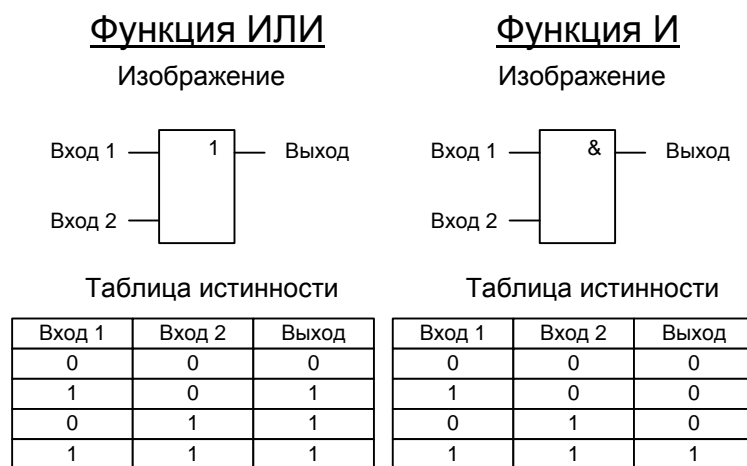 Функция ИЛИ
Изображение
Вход 1
1
Выход
Вход 2
Таблица истинности
Вход 1 Вход 2 Выход
0 0 0
1 0 1
0 1 1
1 1 1
Функция И
Изображение
Вход 1
&
Выход
Вход 2
Таблица истинности
Вход 1 Вход 2 Выход
0 0 0
1 0 0
0 1 0
1 1 1